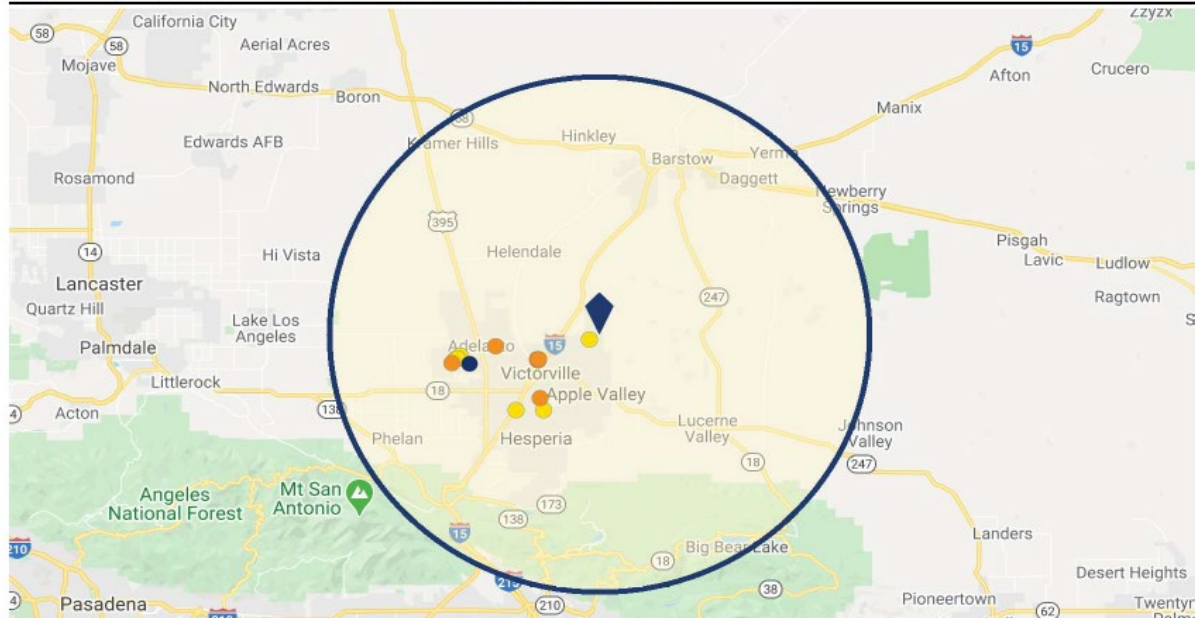 California City
Zzyzx
58
58
15
Aerial Acres
Mojave
Afton
Crucero
North Edwards
Boron
Manix
58
Hinkley
Edwards AFB
Kramer Hills
Barstow
Yermo
Daggett
Rosamond
Newberry
Springs
395
Pisgah
14
Hi Vista
Helendale
Lavic
Ludlow
Lancaster
247
Ragtown
Quartz Hill
Lake Los
Angeles
S
Palmdale
Adelanto
15
Littlerock
Victorville
18
Apple Valley
4
Acton
138
Lucerne
Valley
Johnson
Valley
Phelan
Hesperia
18
247
Angeles
National Forest
Mt San
Antonio
173
138
15
Landers
210
18
Big Bear Lake
Desert Heights
215
38
4
Pasadena
210
Pioneertown
Twentyn
62
210
Palm